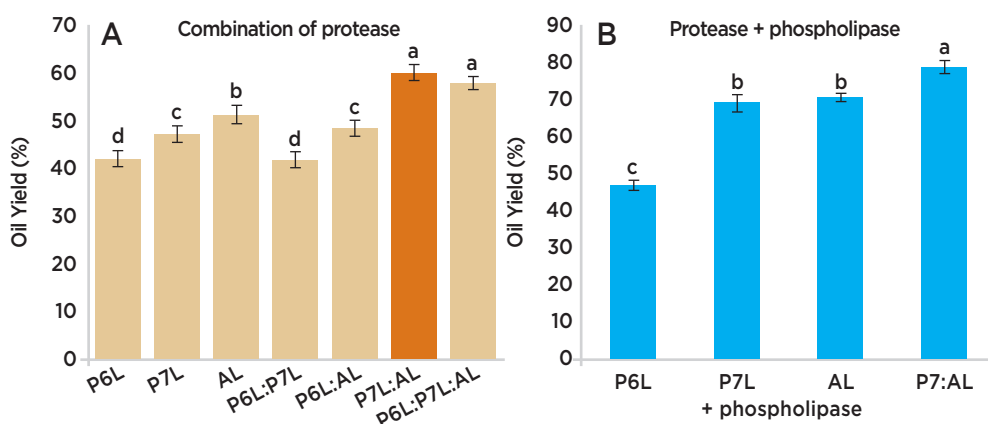 A
Combination of protease
Oil Yield (%)
70
60
50
40
30
20
10
0
d
c
b
d
c
a
a
P6L
P7L
AL
P6L:P7L
P6L:AL
P7L:AL
P6L:P7L:AL
B
Protease + phospholipase
Oil Yield (%)
90
80
70
60
50
40
30
20
10
0
c
b
b
a
P6L
P7L
AL
P7:AL
+ phospholipase